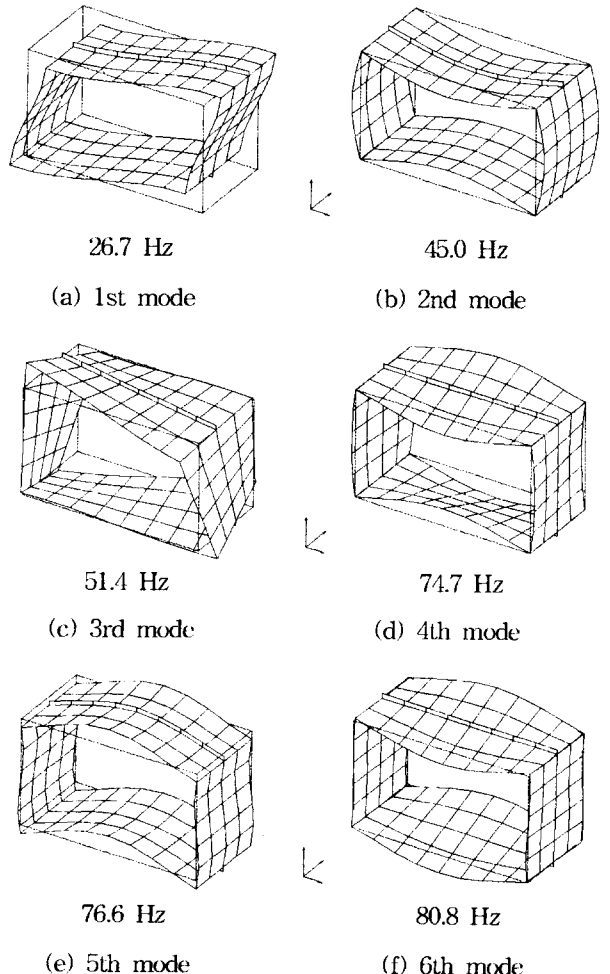 26.7 Hz
45.0 Hz
(a) 1st mode
(b) 2nd mode
51.4 Hz
74.7 Hz
(c) 3rd mode
(d) 4th mode
76.6 Hz
80.8 Hz
(e) 5th mode
(f) 6th mode